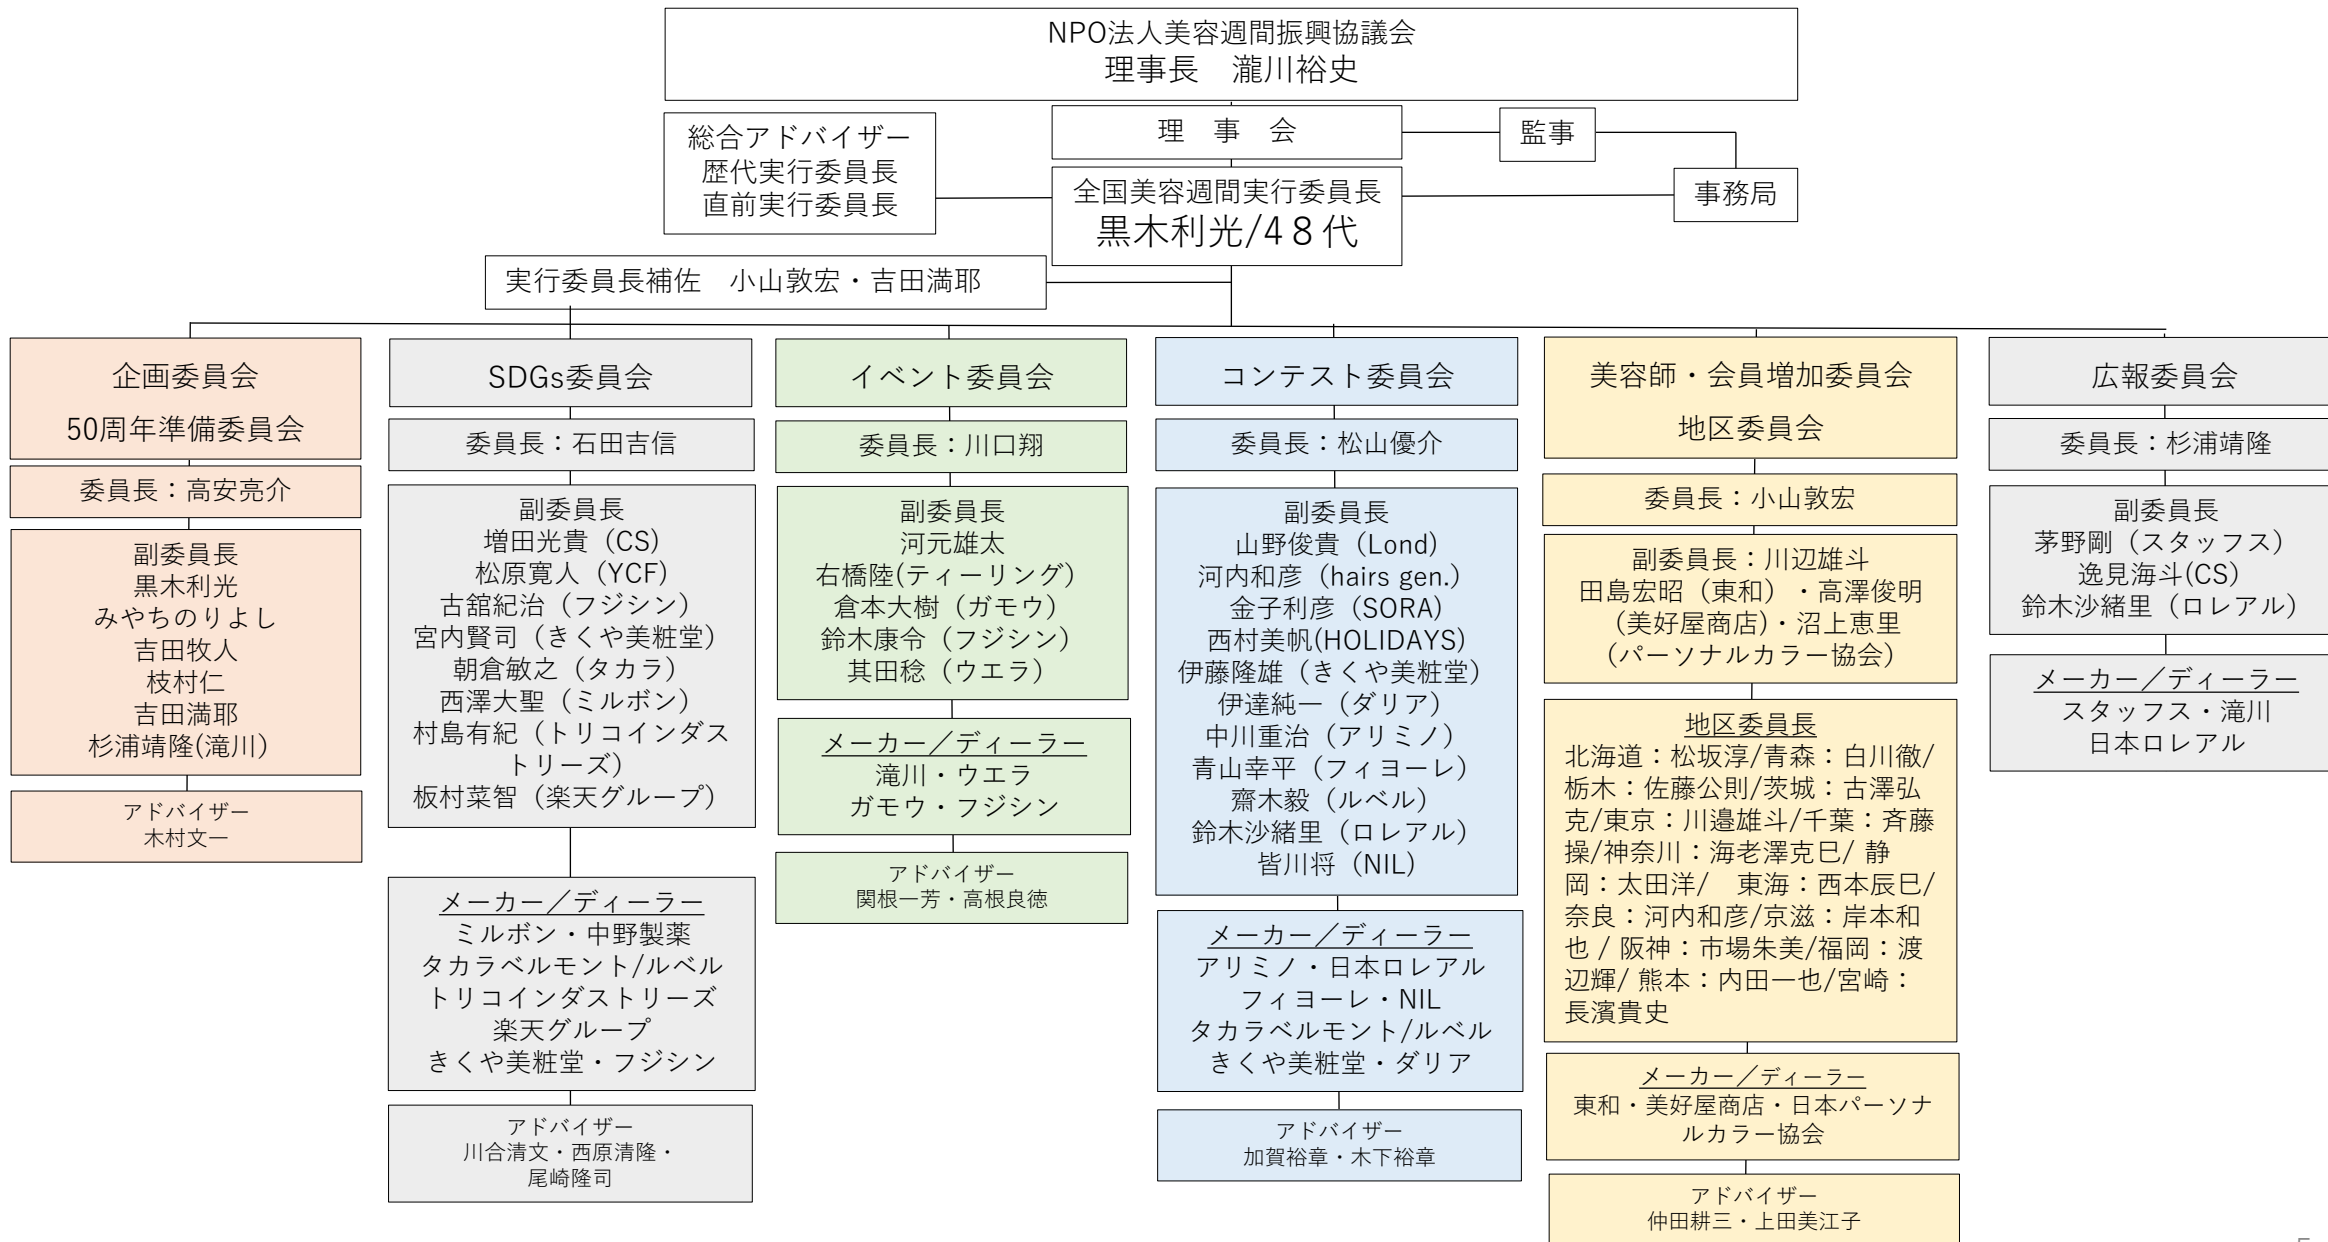 NPO法人美容週間振興協議会
理事長　瀧川裕史
総合アドバイザー
歴代実行委員長
直前実行委員長
理　事　会
監事
全国美容週間実行委員長
黒木利光/4８代
事務局
実行委員長補佐　小山敦宏・吉田満耶
企画委員会
50周年準備委員会
委員長：高安亮介
副委員長
黒木利光
みやちのりよし
吉田牧人
枝村仁
吉田満耶
杉浦靖隆(滝川)
アドバイザー
木村文一
SDGs委員会
委員長：石田吉信
副委員長
増田光貴（CS）
松原寛人（YCF）
古舘紀治（フジシン）
宮内賢司（きくや美粧堂）
朝倉敏之（タカラ）
西澤大聖（ミルボン）
村島有紀（トリコインダス
トリーズ）
板村菜智（楽天グループ）
メーカー／ディーラー
ミルボン・中野製薬
タカラベルモント/ルベル
トリコインダストリーズ
楽天グループ
きくや美粧堂・フジシン
アドバイザー
川合清文・西原清隆・
尾崎隆司
イベント委員会
委員長：川口翔
副委員長
河元雄太
右橋陸(ティーリング)
倉本大樹（ガモウ）
鈴木康令（フジシン）
其田稔（ウエラ）
メーカー／ディーラー
滝川・ウエラ
ガモウ・フジシン
アドバイザー
関根一芳・高根良徳
コンテスト委員会
委員長：松山優介
副委員長
山野俊貴（Lond）
河内和彦（hairs gen.）
金子利彦（SORA）
西村美帆(HOLIDAYS)
伊藤隆雄（きくや美粧堂）
伊達純一（ダリア）
中川重治（アリミノ）
青山幸平（フィヨーレ）
齋木毅（ルベル）
鈴木沙緒里（ロレアル）
皆川将（NIL）
メーカー／ディーラー
アリミノ・日本ロレアル
フィヨーレ・NIL
タカラベルモント/ルベル
きくや美粧堂・ダリア
アドバイザー
加賀裕章・木下裕章
美容師・会員増加委員会
地区委員会
委員長：小山敦宏
副委員長：川辺雄斗
田島宏昭（東和）・高澤俊明
(美好屋商店)・沼上恵里
（パーソナルカラー協会）
地区委員長
北海道：松坂淳/青森：白川徹/
栃木：佐藤公則/茨城：古澤弘
克/東京：川邉雄斗/千葉：斉藤
操/神奈川：海老澤克巳/ 静
岡：太田洋/　東海：西本辰巳/
奈良：河内和彦/京滋：岸本和
也 / 阪神：市場朱美/福岡：渡
辺輝/ 熊本：内田一也/宮崎：
長濱貴史
メーカー／ディーラー
東和・美好屋商店・日本パーソナ
ルカラー協会
アドバイザー
仲田耕三・上田美江子
広報委員会
委員長：杉浦靖隆
副委員長
茅野剛（スタッフス）
逸見海斗(CS)
鈴木沙緒里（ロレアル）
メーカー／ディーラー
スタッフス・滝川
日本ロレアル